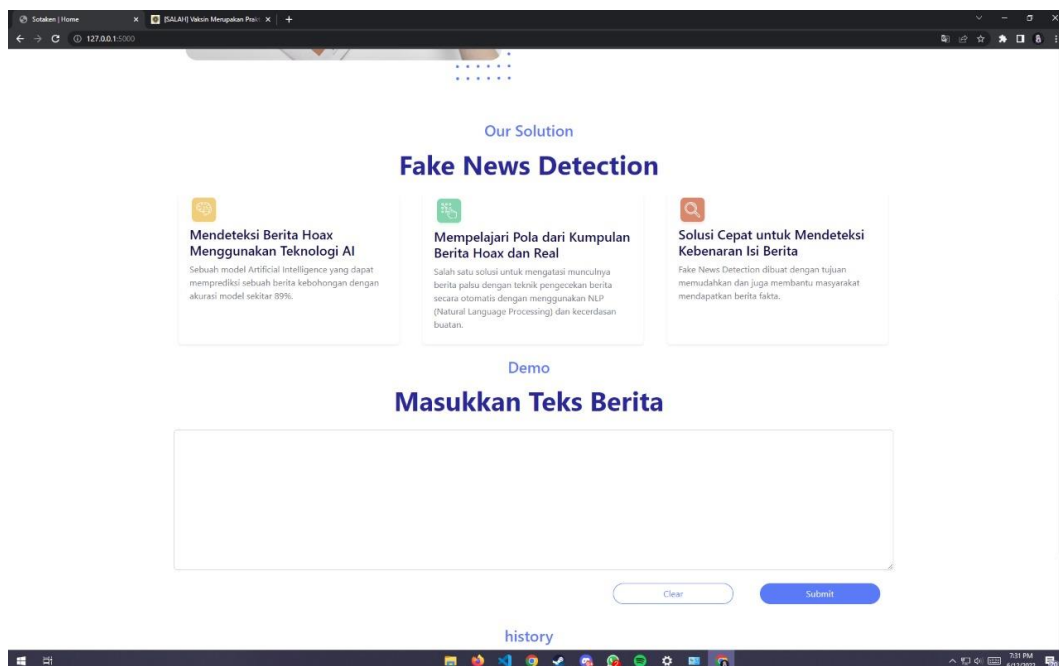 Sotaken | Home
[SALAH] Vaksin Merupakan Prakt
127.0.0.1:5000
Our Solution
Fake News Detection
Mendeteksi Berita Hoax
Menggunakan Teknologi AI
Sebuah model Artificial Intelligence yang dapat
memprediksi sebuah berita kebohongan dengan
akurasi model sekitar 89%.
Mempelajari Pola dari Kumpulan
Berita Hoax dan Real
Salah satu solusi untuk mengatasi munculnya
berita palsu dengan teknik pengecekan berita
secara otomatis dengan menggunakan NLP
(Natural Language Processing) dan kecerdasan
buatan.
Solusi Cepat untuk Mendeteksi
Kebenaran Isi Berita
Fake News Detection dibuat dengan tujuan
memudahkan dan juga membantu masyarakat
mendapatkan berita fakta.
Demo
Masukkan Teks Berita
Clear
Submit
history
7:31 PM